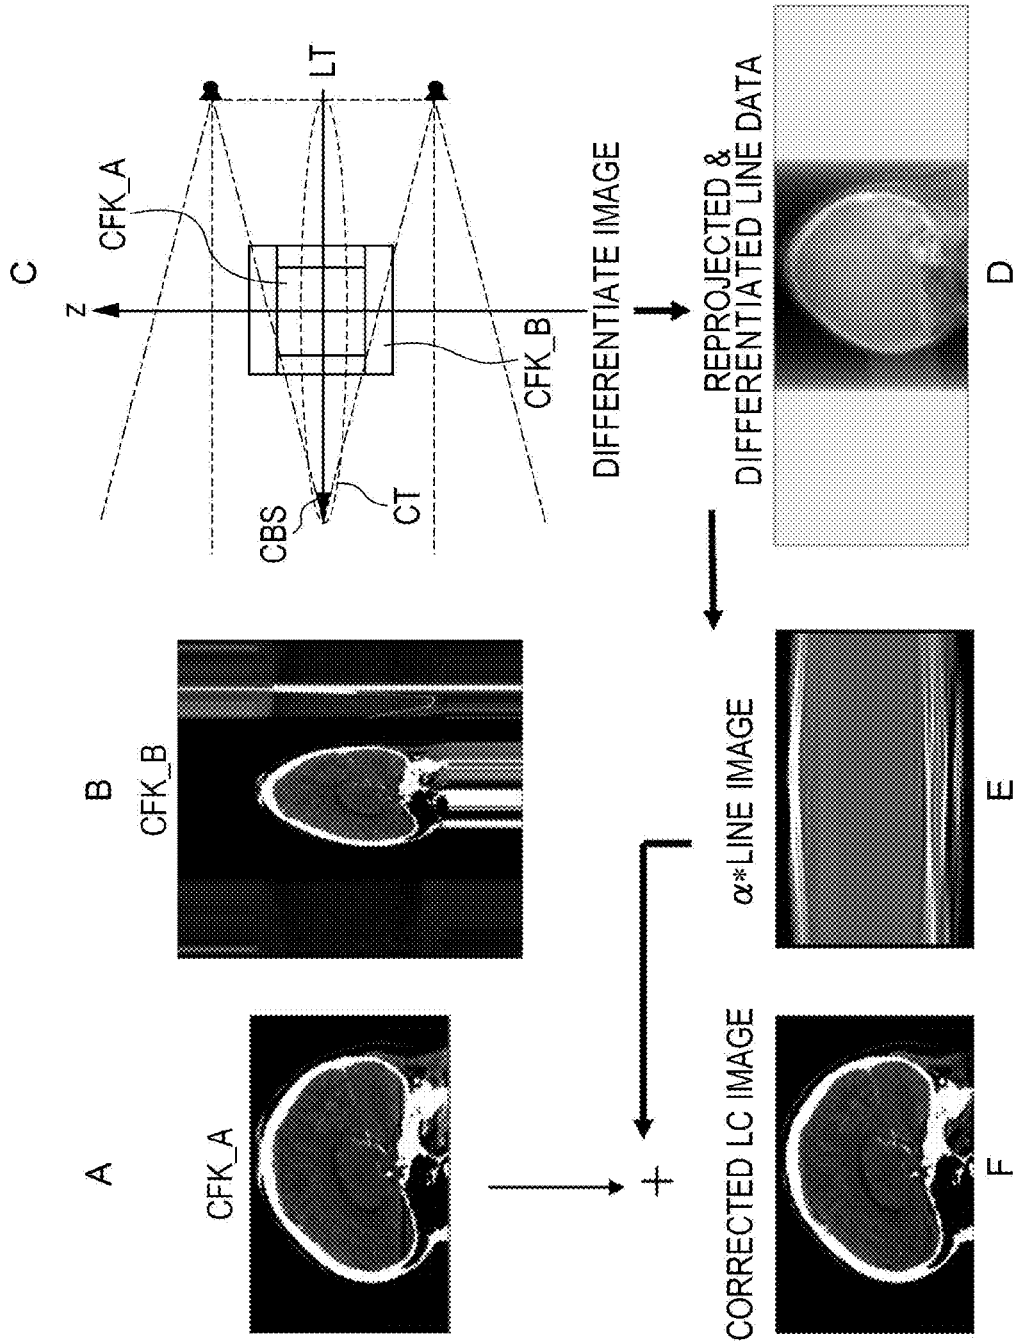 A
CFK_A
B
CFK_B
C
z
CFK_A
LT
CBS
CT
CFK_B
DIFFERENTIATE IMAGE
REPROJECTED &
DIFFERENTIATED LINE DATA
D
α*LINE IMAGE
E
+
CORRECTED LC IMAGE
F